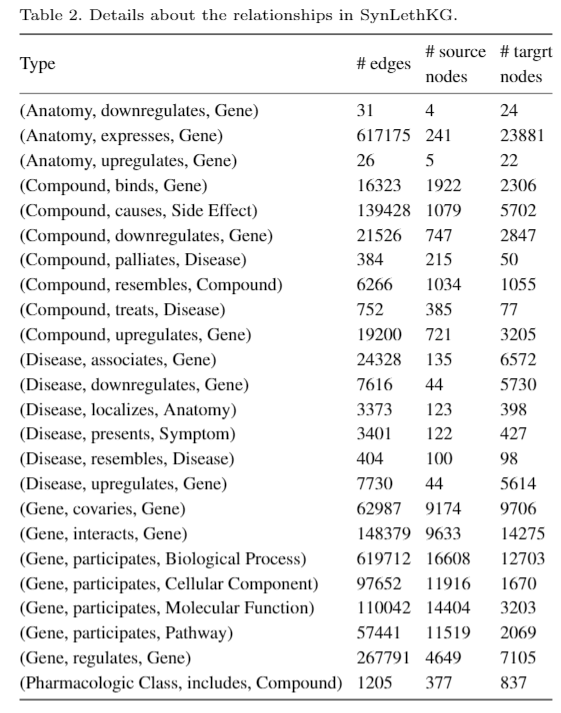 Table 2. Details about the relationships in SynLethKG.
Type # edges # source nodes # targrt nodes
(Anatomy, downregulates, Gene) 31 4 24
(Anatomy, expresses, Gene) 617175 241 23881
(Anatomy, upregulates, Gene) 26 5 22
(Compound, binds, Gene) 16323 1922 2306
(Compound, causes, Side Effect) 139428 1079 5702
(Compound, downregulates, Gene) 21526 747 2847
(Compound, palliates, Disease) 384 215 50
(Compound, resembles, Compound) 6266 1034 1055
(Compound, treats, Disease) 752 385 77
(Compound, upregulates, Gene) 19200 721 3205
(Disease, associates, Gene) 24328 135 6572
(Disease, downregulates, Gene) 7616 44 5730
(Disease, localizes, Anatomy) 3373 123 398
(Disease, presents, Symptom) 3401 122 427
(Disease, resembles, Disease) 404 100 98
(Disease, upregulates, Gene) 7730 44 5614
(Gene, covaries, Gene) 62987 9174 9706
(Gene, interacts, Gene) 148379 9633 14275
(Gene, participates, Biological Process) 619712 16608 12703
(Gene, participates, Cellular Component) 97652 11916 1670
(Gene, participates, Molecular Function) 110042 14404 3203
(Gene, participates, Pathway) 57441 11519 2069
(Gene, regulates, Gene) 267791 4649 7105
(Pharmacologic Class, includes, Compound) 1205 377 837